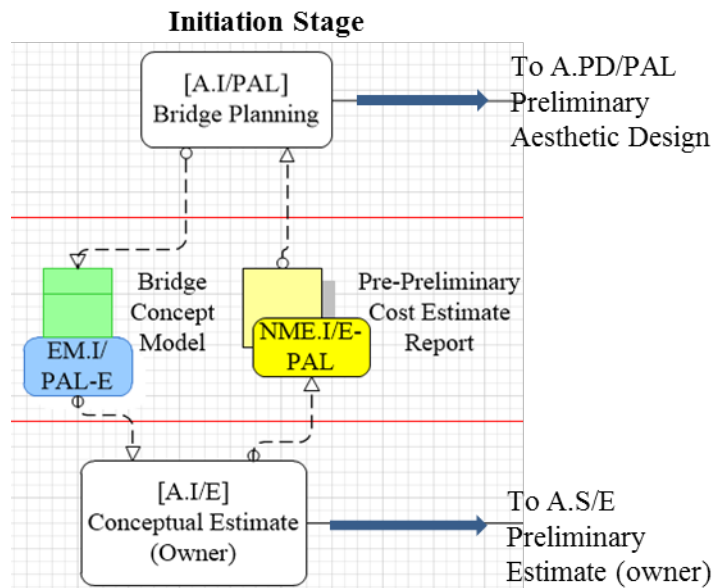 Initiation Stage
[A.I/PAL]
Bridge Planning
To A.PD/PAL
Preliminary
Aesthetic Design
Bridge
Concept
Model
EM.I/
PAL-E
Pre-Preliminary
Cost Estimate
Report
NME.I/E-
PAL
[A.I/E]
Conceptual Estimate
(Owner)
To A.S/E
Preliminary
Estimate (owner)